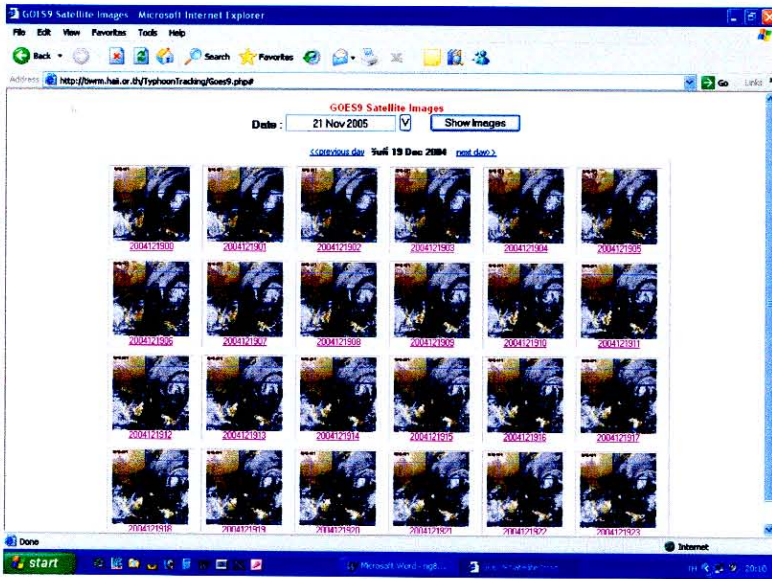 GOES9 Satellite Images - Microsoft Internet Explorer
File Edit View Favorites Tools Help
Back Search Favorites
Address http://tiwrm.haii.or.th/TyphoonTracking/Goes9.php# Go Links
GOES9 Satellite Images
Date : 21 Nov 2005 V Show Images
<<previous day วันที่ 19 Dec 2004 next day>>
2004121900 2004121901 2004121902 2004121903 2004121904 2004121905
2004121906 2004121907 2004121908 2004121909 2004121910 2004121911
2004121912 2004121913 2004121914 2004121915 2004121916 2004121917
2004121918 2004121919 2004121920 2004121921 2004121922 2004121923
Done Internet
start Microsoft Word - TH 20:10